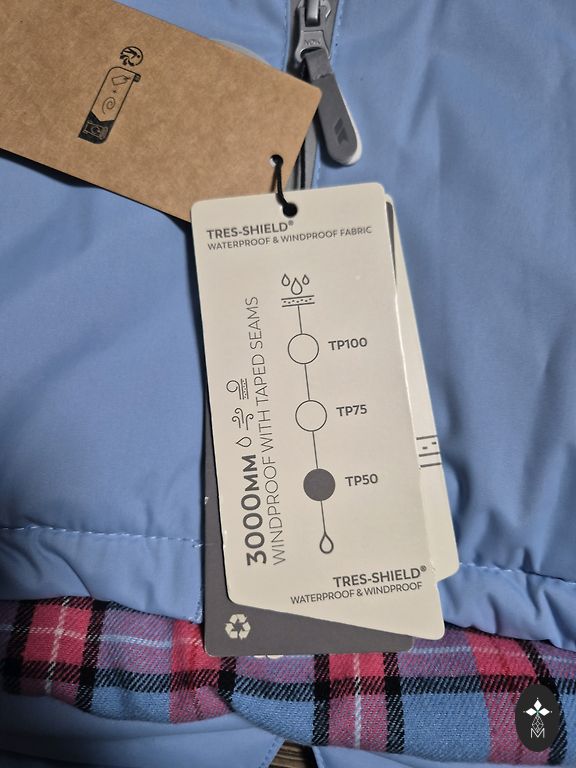 TRES-SHIELD®
WATERPROOF & WINDPROOF FABRIC
TP100
TP75
TP50
3000MM
WINDPROOF WITH TAPED SEAMS
TRES-SHIELD®
WATERPROOF & WINDPROOF
M